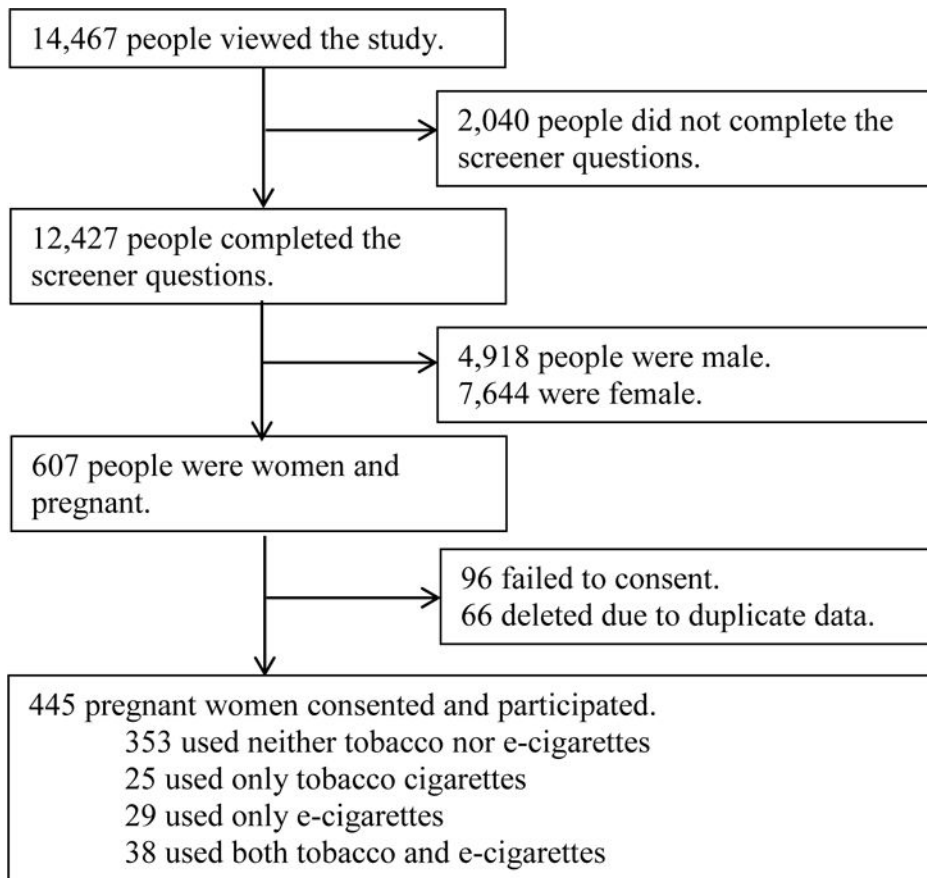 14,467 people viewed the study.
2,040 people did not complete the
screener questions.
12,427 people completed the
screener questions.
4,918 people were male.
7,644 were female.
607 people were women and
pregnant.
96 failed to consent.
66 deleted due to duplicate data.
445 pregnant women consented and participated.
353 used neither tobacco nor e-cigarettes
25 used only tobacco cigarettes
29 used only e-cigarettes
38 used both tobacco and e-cigarettes